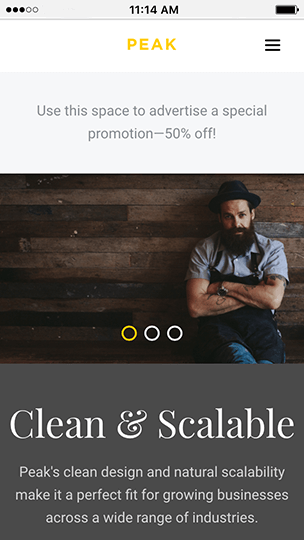 11:14 AM
PEAK
Use this space to advertise a special
promotion—50% off!
Clean & Scalable
Peak's clean design and natural scalability
make it a perfect fit for growing businesses
across a wide range of industries.